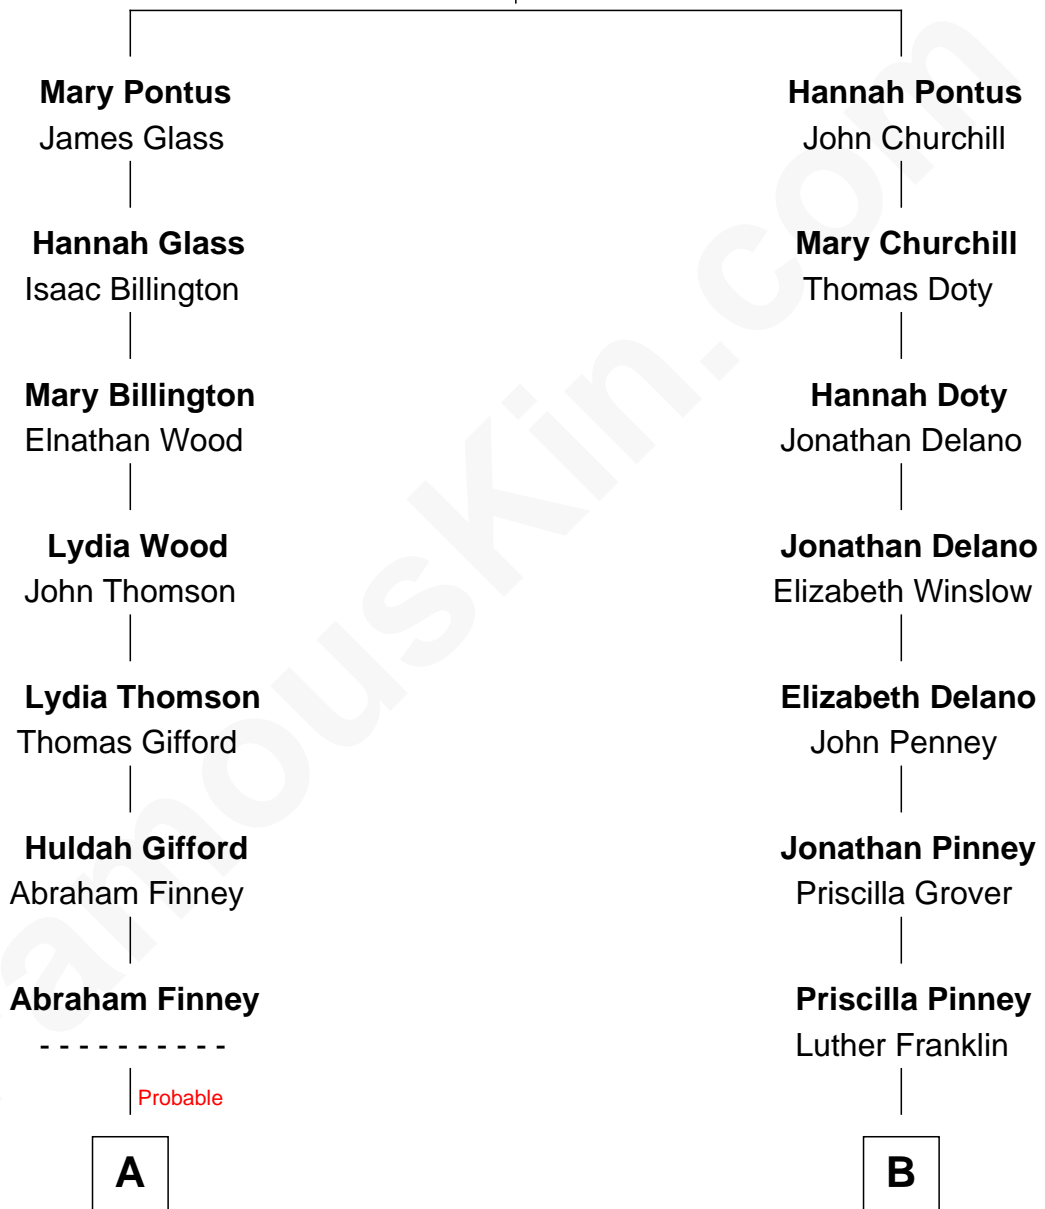 Mary Pontus
James Glass
Hannah Glass
Isaac Billington
Mary Billington
Elnathan Wood
Lydia Wood
John Thomson
Lydia Thomson
Thomas Gifford
Huldah Gifford
Abraham Finney
Abraham Finney
- - - - - - - - - -
Probable
A
Hannah Pontus
John Churchill
Mary Churchill
Thomas Doty
Hannah Doty
Jonathan Delano
Jonathan Delano
Elizabeth Winslow
Elizabeth Delano
John Penney
Jonathan Pinney
Priscilla Grover
Priscilla Pinney
Luther Franklin
B
amousKin.com